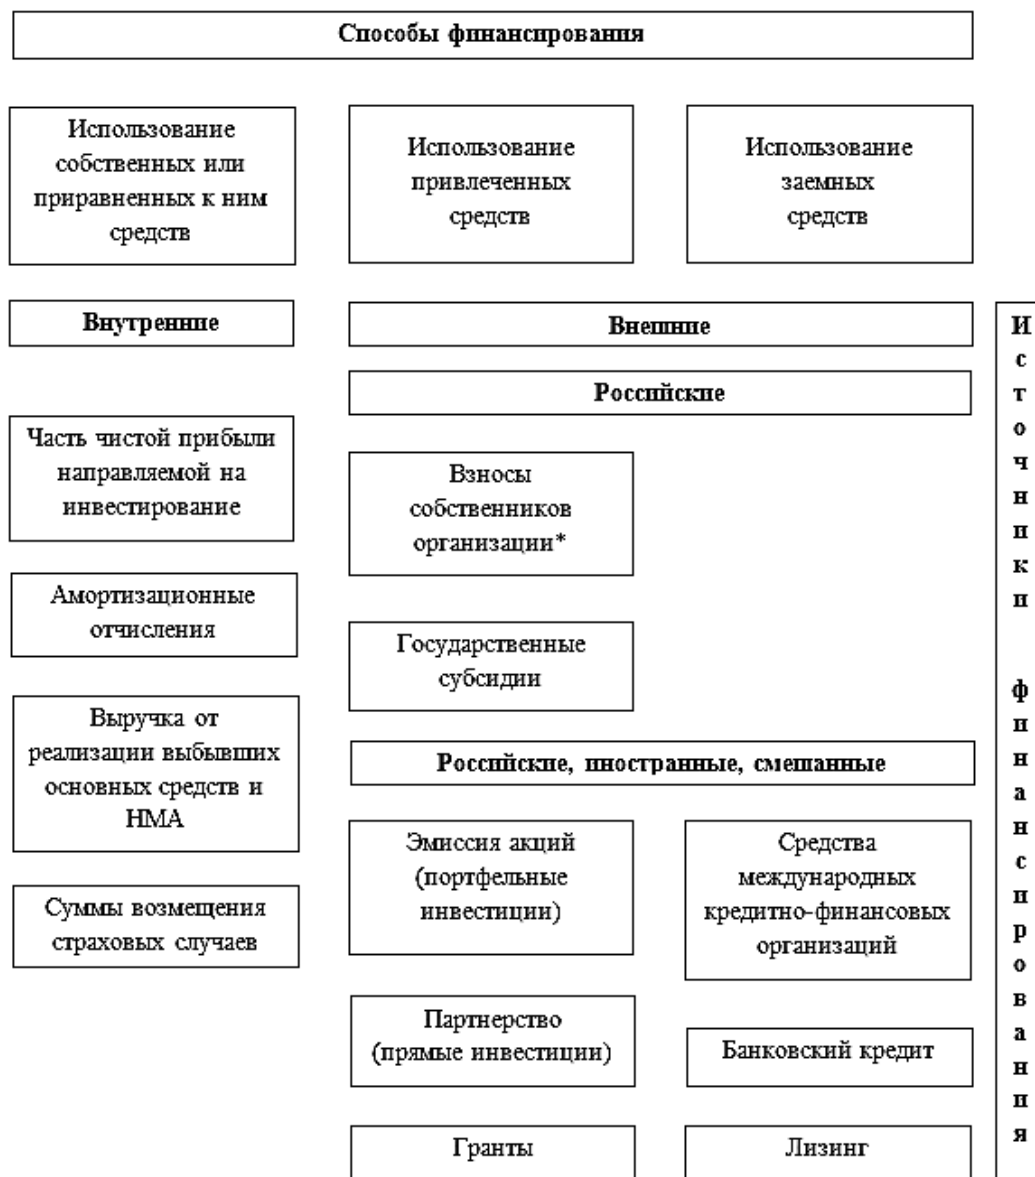 Способы финансирования
Использование
собственных или
приравненных к ним
средств
Использование
привлеченных
средств
Использование
заемных
средств
Внутренние
Внешние
Российские
Часть чистой прибыли
направляемой на
инвестирование
Взносы
собственников
организации*
Амортизационные
отчисления
Государственные
субсидии
Выручка от
реализации выбывших
основных средств и
НМА
Российские, иностранные, смешанные
Эмиссия акций
(портфельные
инвестиции)
Средства
международных
кредитно-финансовых
организаций
Суммы возмещения
страховых случаев
Партнерство
(прямые инвестиции)
Банковский кредит
Гранты
Лизинг
Источники финансирования